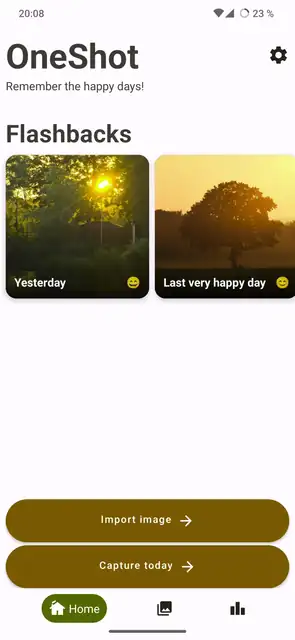 20:08
23 %
OneShot
Remember the happy days!
Flashbacks
Yesterday
Last very happy day
Import image
Capture today
Home